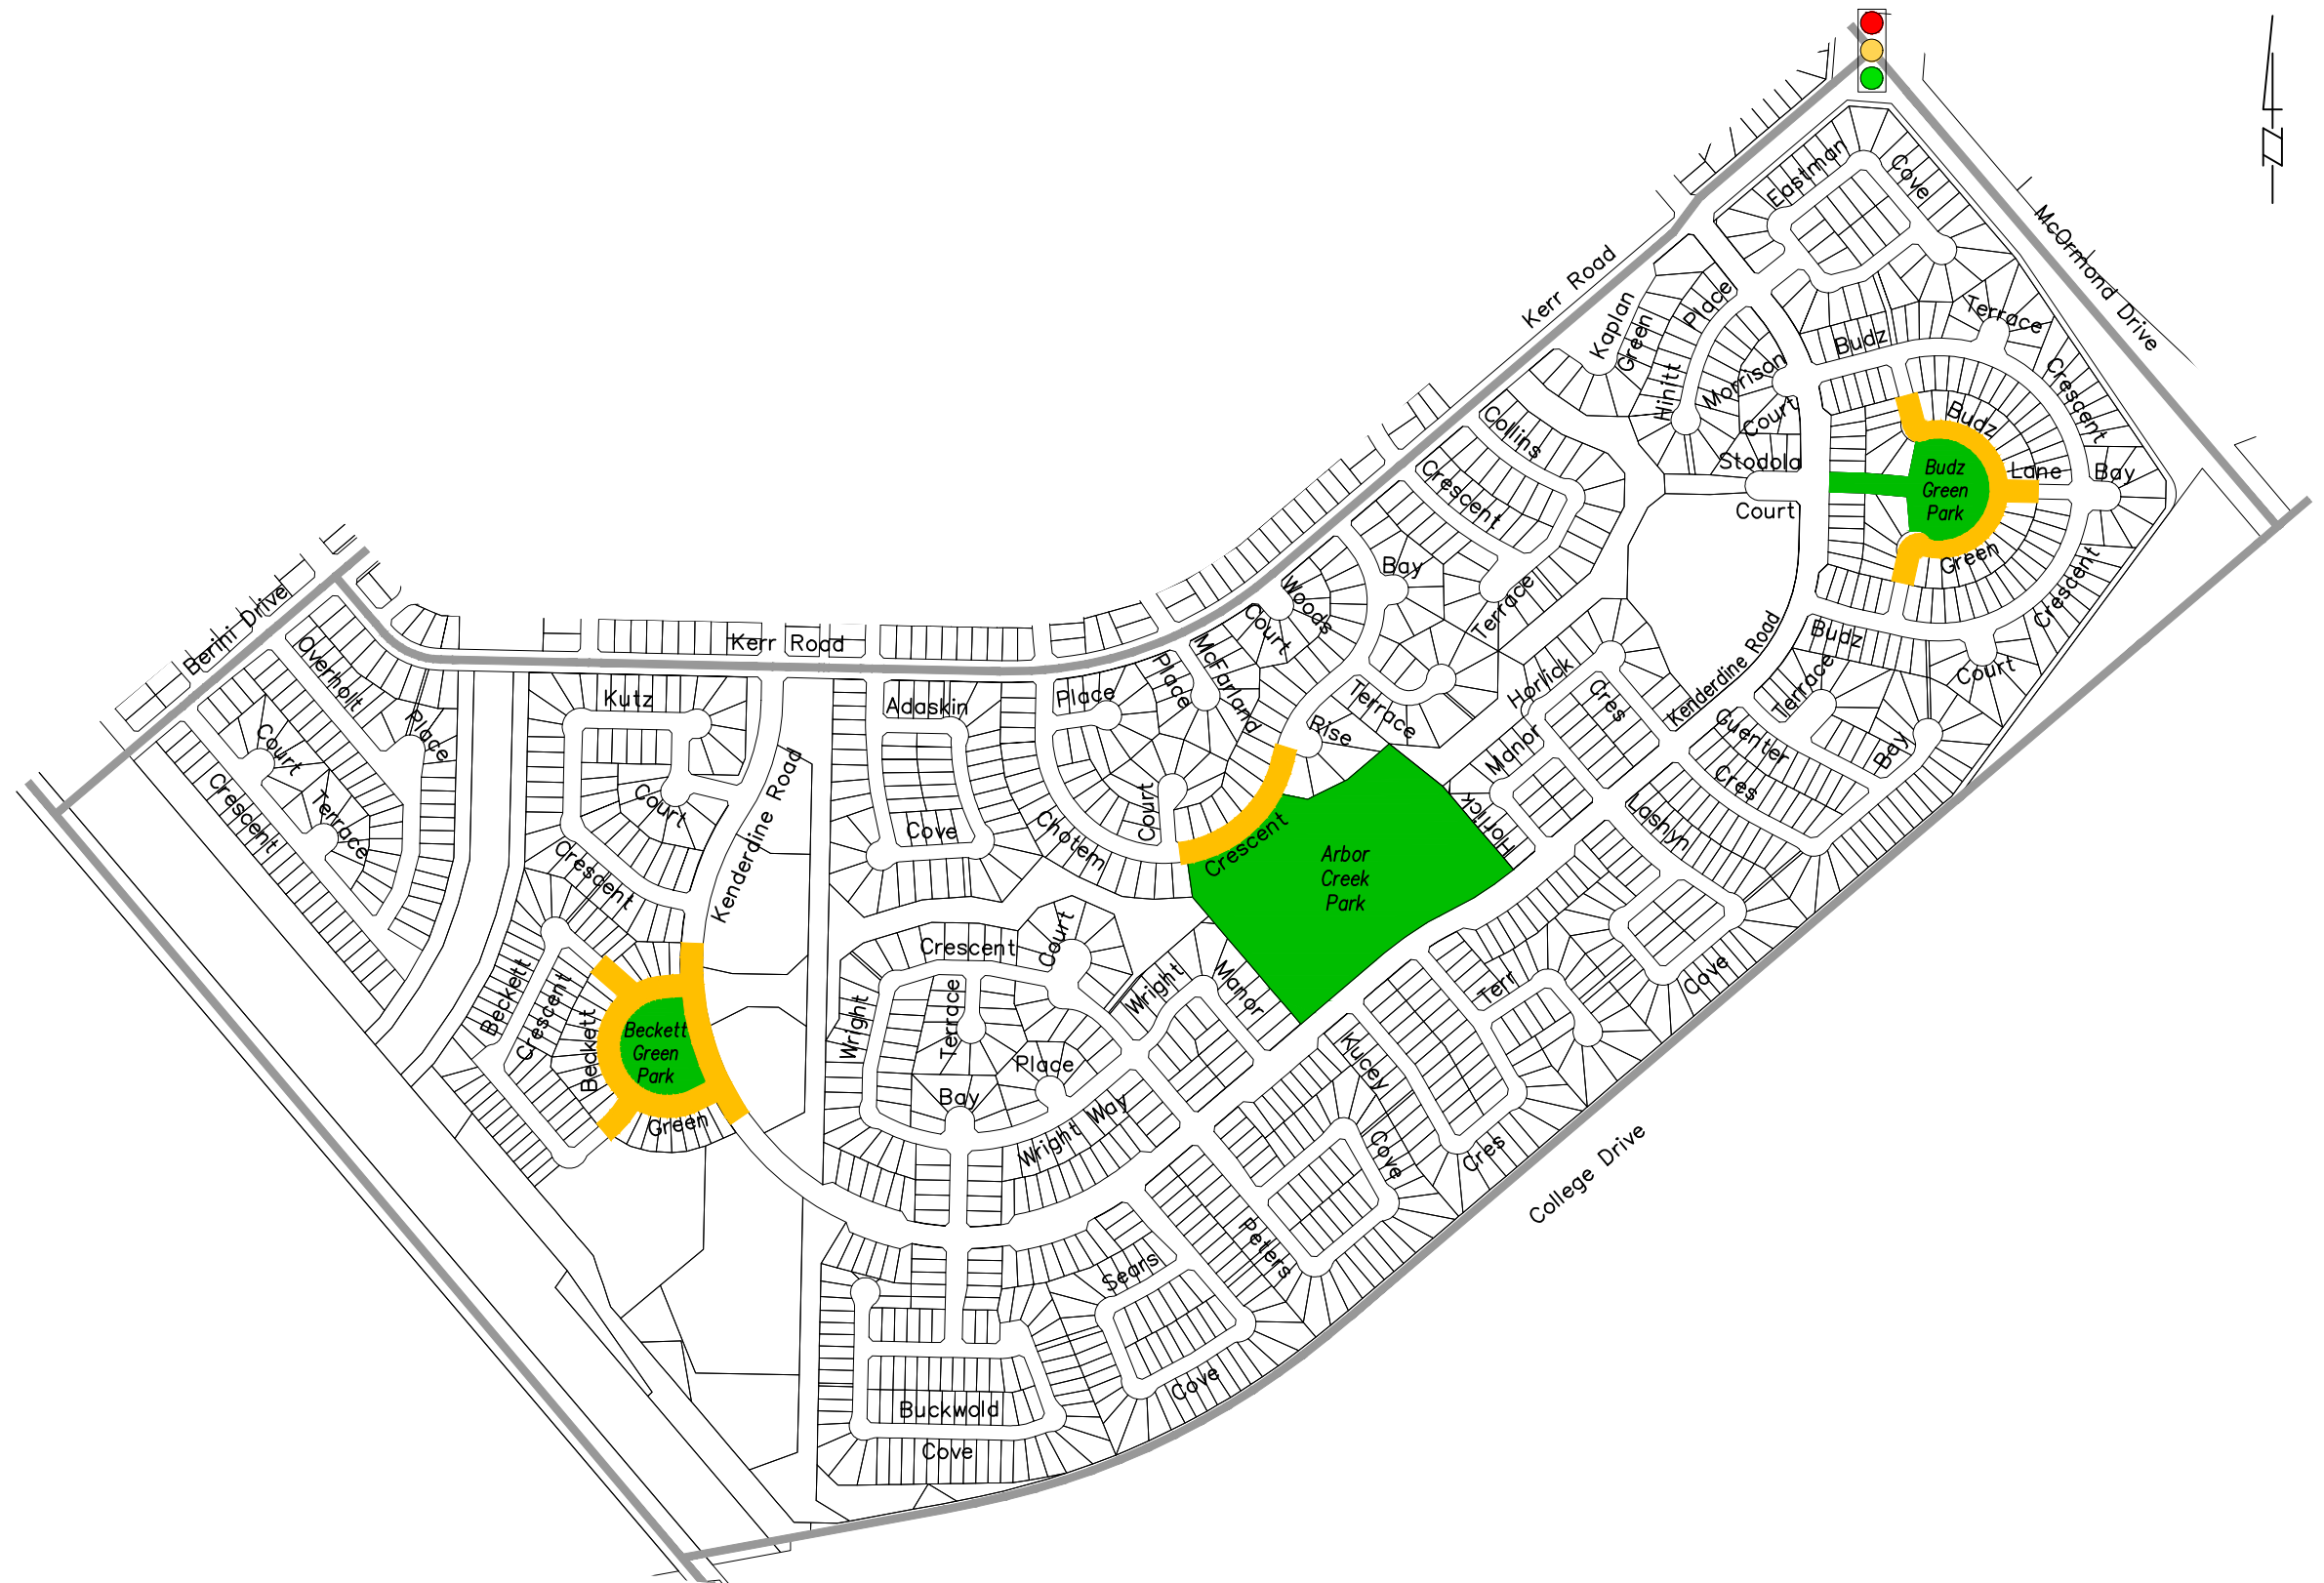 Eastman
Cove
McOrmond Drive
Kerr Road
Kaplan
Green
Place
Hinitt
Morrison
Court
Budz
Terrace
Crescent
Budz
Lane
Bay
Budz
Green
Park
Green
Stodola
Court
Collins
Crescent
Bay
Terrace
Woods
Court
Berini Drive
Overholt
Place
Court
Terrace
Crescent
Kerr Road
Kutz
Court
Crescent
Kenderdine Road
Adaskin
Cove
Place
Place
McFarland
Court
Chotem
Crescent
Rise
Terrace
Horlick
Cres
Manor
Horlick
Kenderdine Road
Budz
Terrace
Crescent
Court
Guenter
Cres
Bay
Lashyn
Cove
Arbor
Creek
Park
Beckett
Crescent
Beckett
Green
Beckett
Green
Park
Crescent
Court
Wright
Terrace
Place
Bay
Wright
Manor
Wright Way
Terr
Kucey
Cres
Cove
Peters
Sears
Cove
Buckwold
Cove
College Drive